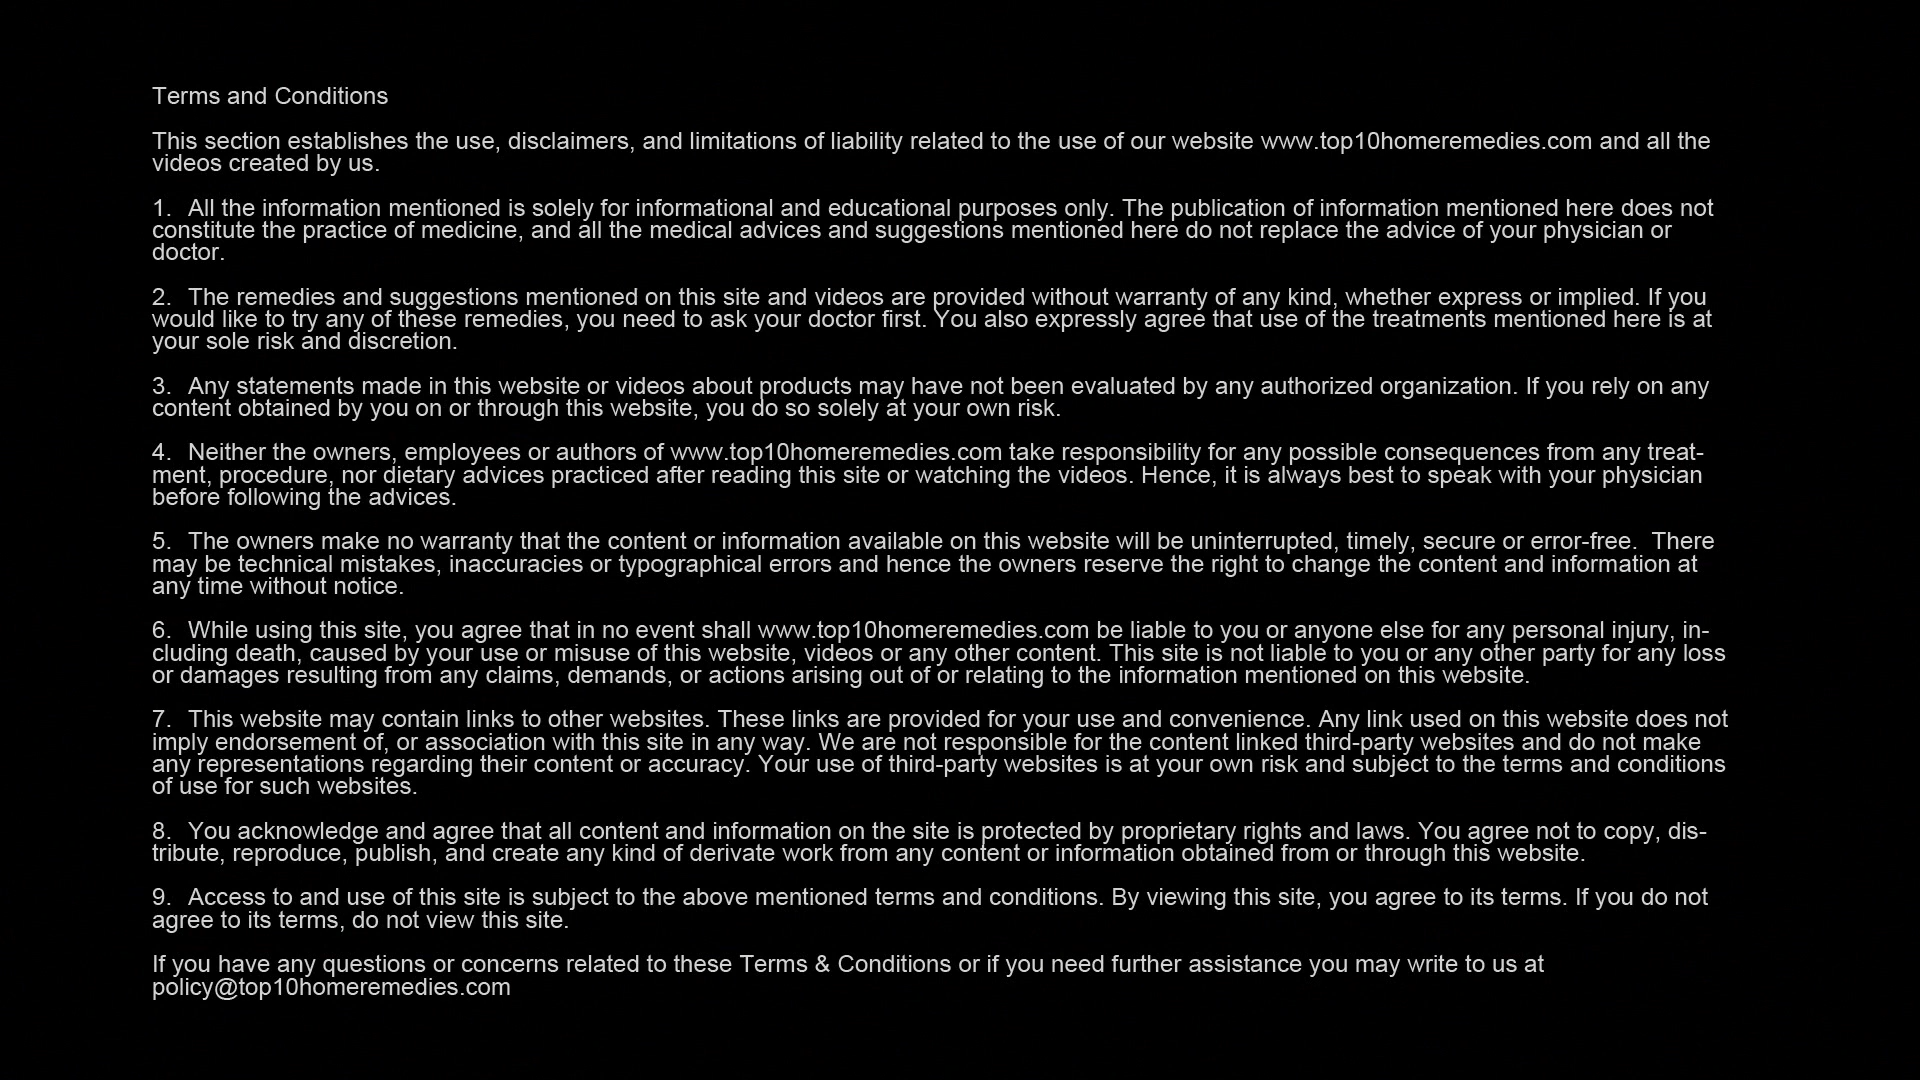 Terms and Conditions
This section establishes the use, disclaimers, and limitations of liability related to the use of our website www.top10homeremedies.com and all the
videos created by us.
1. All the information mentioned is solely for informational and educational purposes only. The publication of information mentioned here does not
constitute the practice of medicine, and all the medical advices and suggestions mentioned here do not replace the advice of your physician or
doctor.
2. The remedies and suggestions mentioned on this site and videos are provided without warranty of any kind, whether express or implied. If you
would like to try any of these remedies, you need to ask your doctor first. You also expressly agree that use of the treatments mentioned here is at
your sole risk and discretion.
3. Any statements made in this website or videos about products may have not been evaluated by any authorized organization. If you rely on any
content obtained by you on or through this website, you do so solely at your own risk.
4. Neither the owners, employees or authors of www.top10homeremedies.com take responsibility for any possible consequences from any treat-
ment, procedure, nor dietary advices practiced after reading this site or watching the videos. Hence, it is always best to speak with your physician
before following the advices.
5. The owners make no warranty that the content or information available on this website will be uninterrupted, timely, secure or error-free. There
may be technical mistakes, inaccuracies or typographical errors and hence the owners reserve the right to change the content and information at
any time without notice.
6. While using this site, you agree that in no event shall www.top10homeremedies.com be liable to you or anyone else for any personal injury, in-
cluding death, caused by your use or misuse of this website, videos or any other content. This site is not liable to you or any other party for any loss
or damages resulting from any claims, demands, or actions arising out of or relating to the information mentioned on this website.
7. This website may contain links to other websites. These links are provided for your use and convenience. Any link used on this website does not
imply endorsement of, or association with this site in any way. We are not responsible for the content linked third-party websites and do not make
any representations regarding their content or accuracy. Your use of third-party websites is at your own risk and subject to the terms and conditions
of use for such websites.
8. You acknowledge and agree that all content and information on the site is protected by proprietary rights and laws. You agree not to copy, dis-
tribute, reproduce, publish, and create any kind of derivate work from any content or information obtained from or through this website.
9. Access to and use of this site is subject to the above mentioned terms and conditions. By viewing this site, you agree to its terms. If you do not
agree to its terms, do not view this site.
If you have any questions or concerns related to these Terms & Conditions or if you need further assistance you may write to us at
policy@top10homeremedies.com